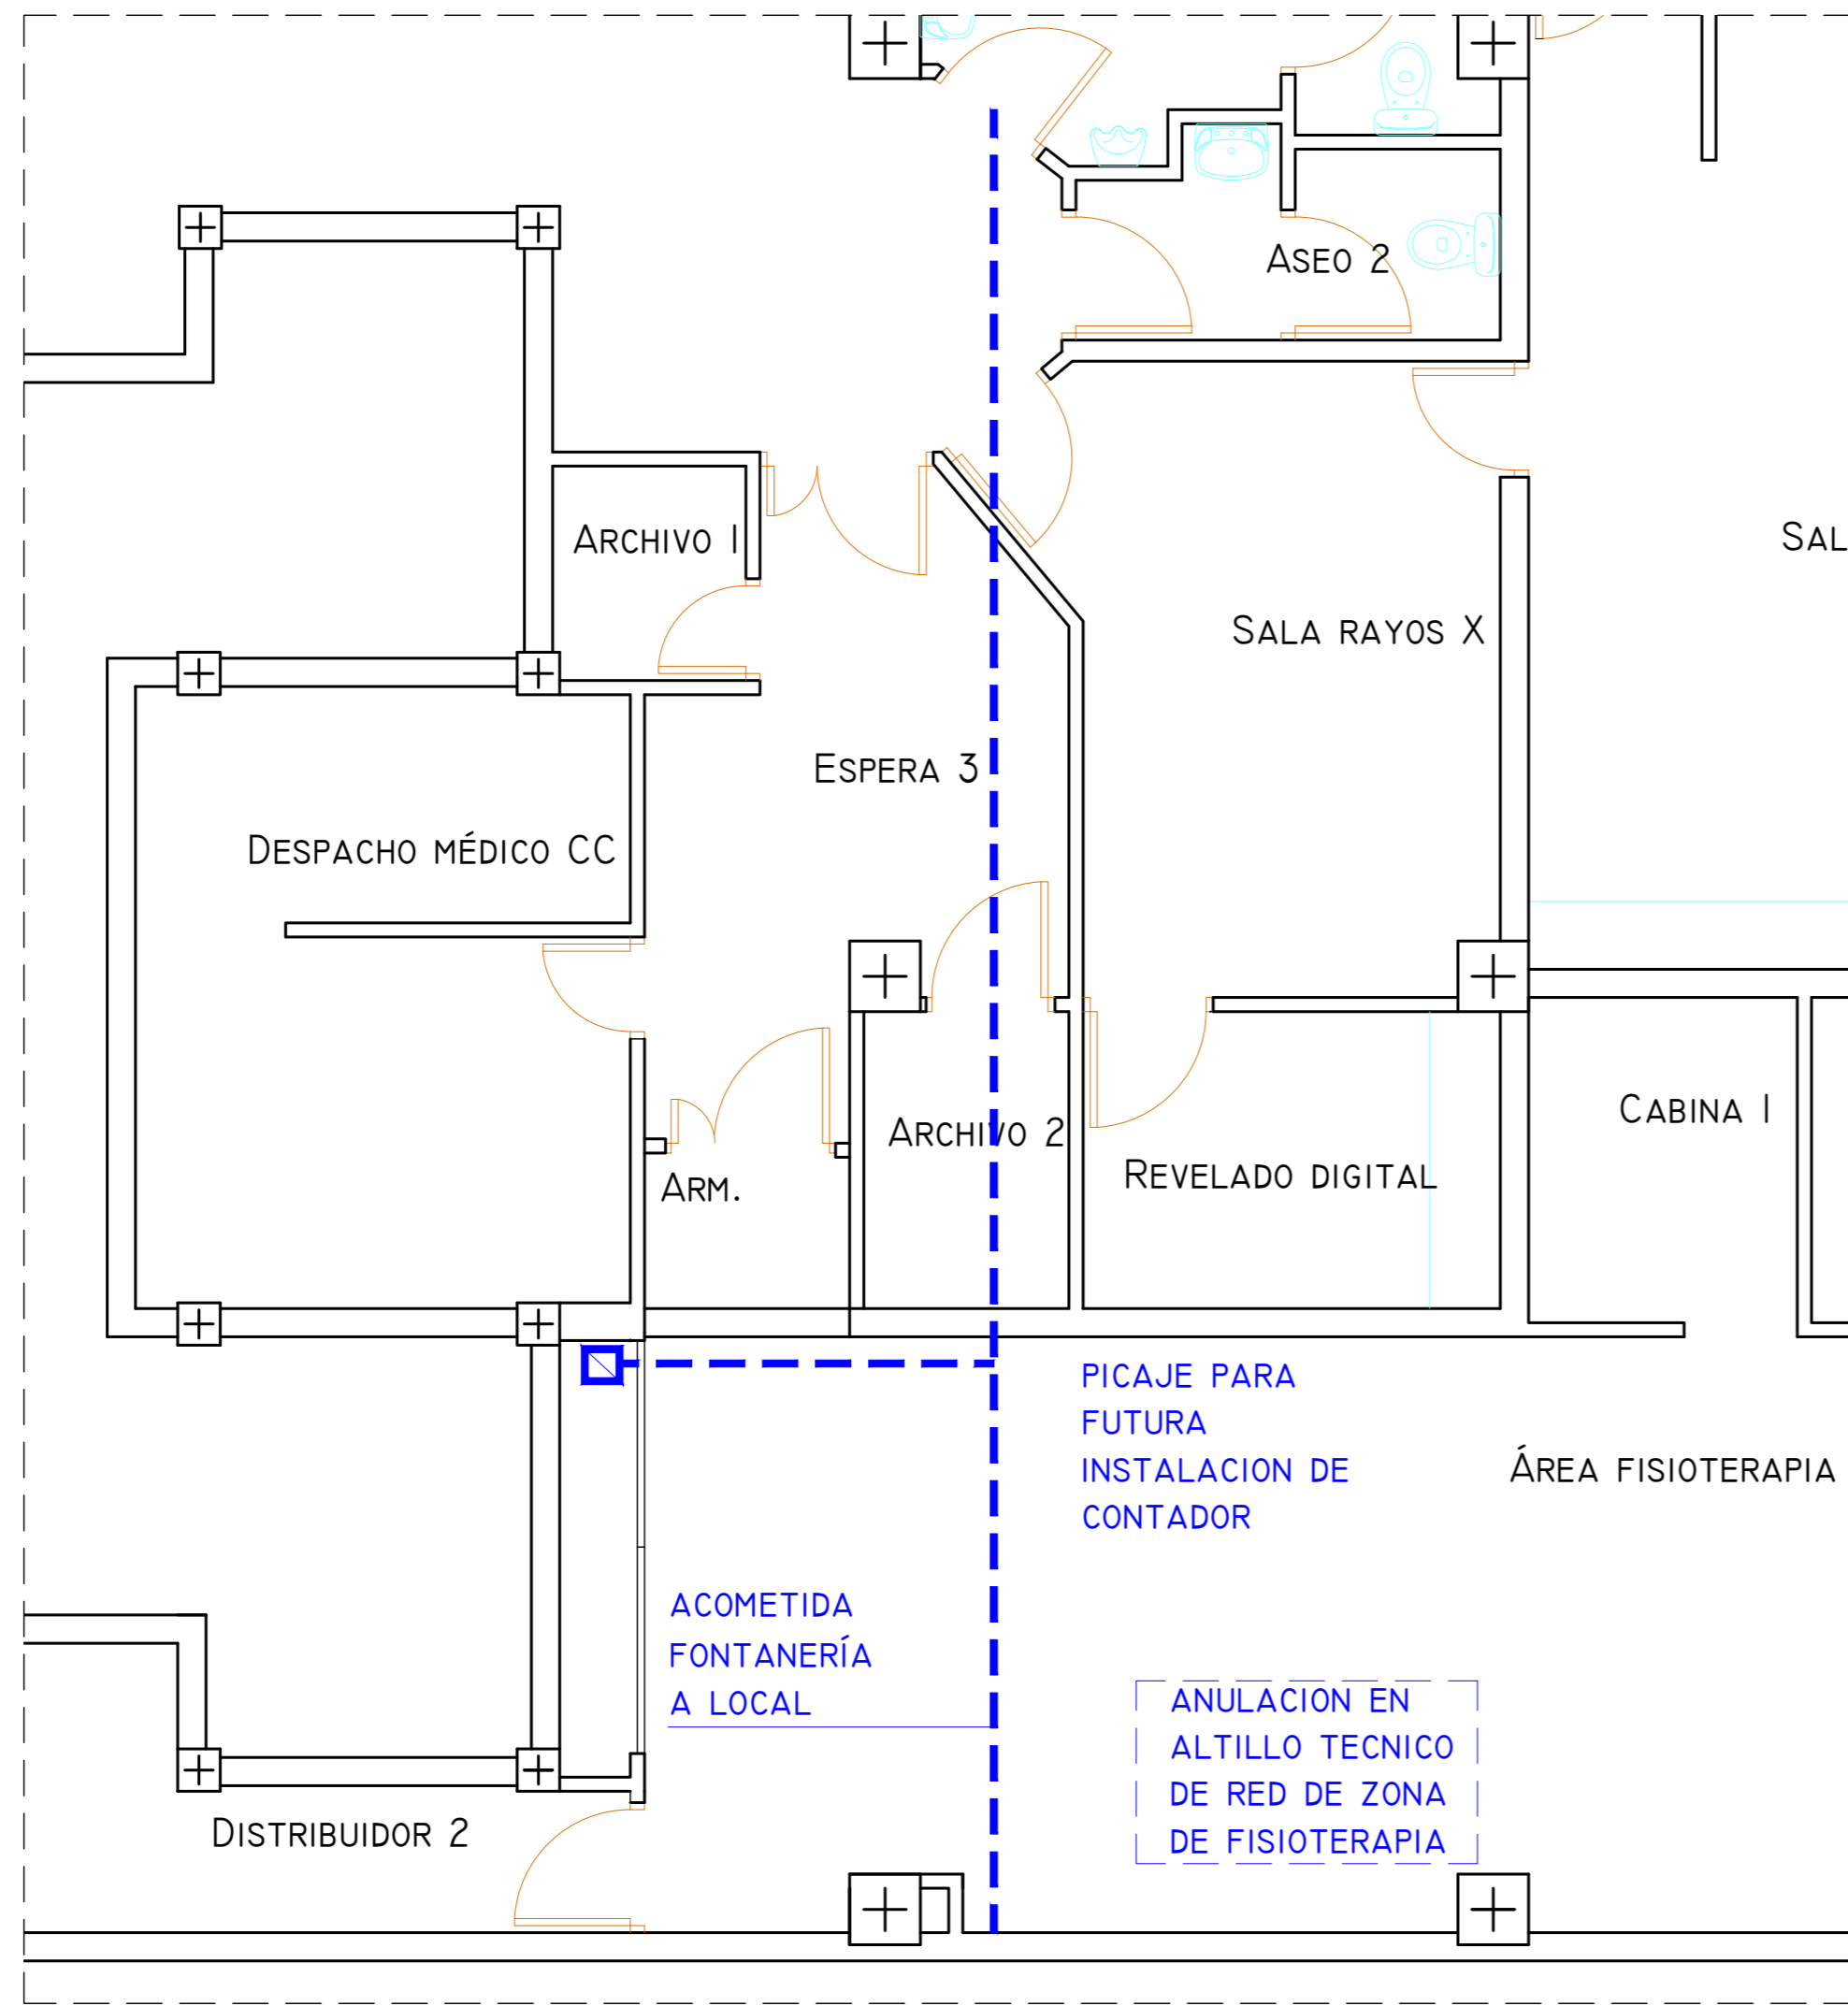 Aseo 2
Archivo 1
Sala rayos X
Espera 3
Despacho médico CC
Archivo 2
Cabina 1
Revelado digital
Arm.
PICAJE PARA
FUTURA
INSTALACION DE
CONTADOR
Área fisioterapia
ACOMETIDA
FONTANERÍA
A LOCAL
ANULACION EN
ALTILLO TECNICO
DE RED DE ZONA
DE FISIOTERAPIA
Distribuidor 2